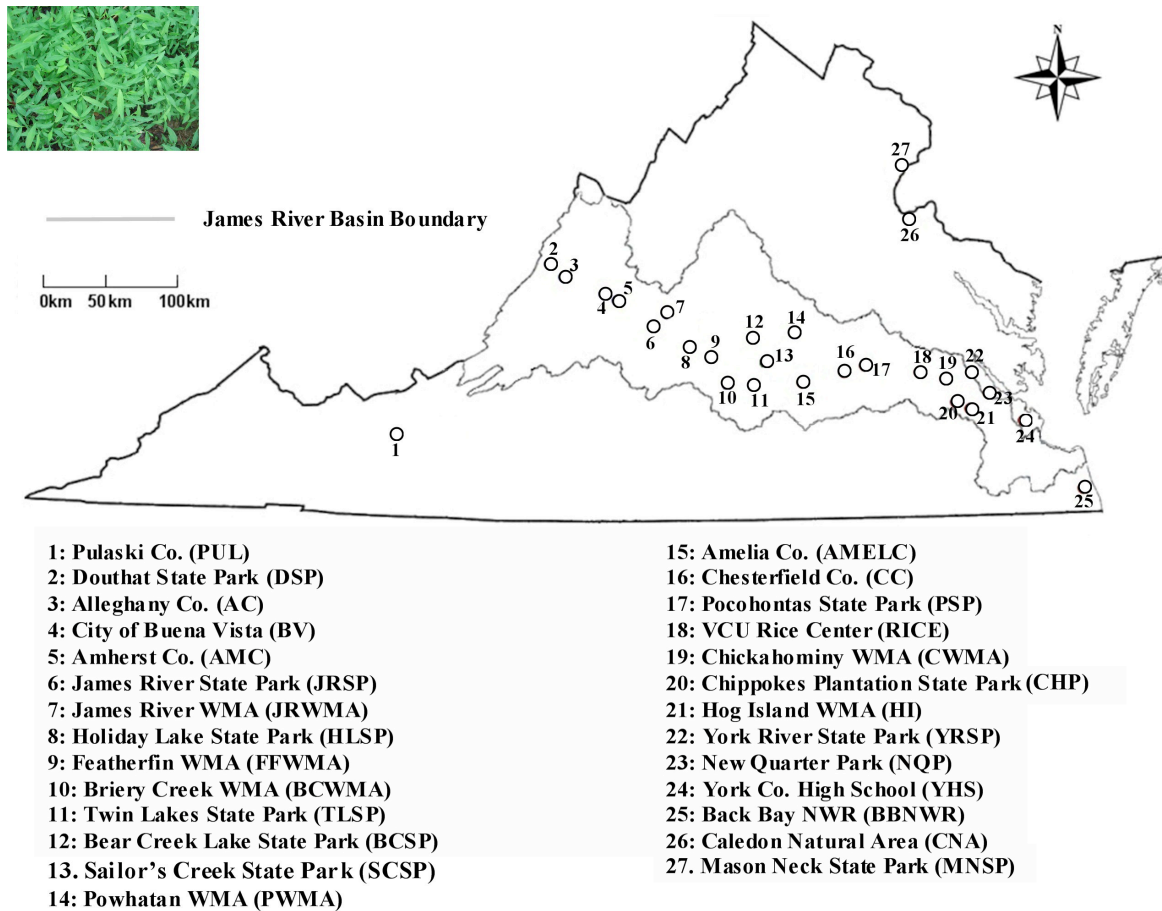 N
27
James River Basin Boundary
26
2
3
0km 50km 100km
4
5
7
6
12
14
8
9
13
16
17
18
19
22
10
11
15
20
21
23
24
1
25
1: Pulaski Co. (PUL)
2: Douthat State Park (DSP)
3: Alleghany Co. (AC)
4: City of Buena Vista (BV)
5: Amherst Co. (AMC)
6: James River State Park (JRSP)
7: James River WMA (JRWMA)
8: Holiday Lake State Park (HLSP)
9: Featherfin WMA (FFWMA)
10: Briery Creek WMA (BCWMA)
11: Twin Lakes State Park (TLSP)
12: Bear Creek Lake State Park (BCSP)
13. Sailor's Creek State Park (SCSP)
14: Powhatan WMA (PWMA)
15: Amelia Co. (AMELC)
16: Chesterfield Co. (CC)
17: Pocohontas State Park (PSP)
18: VCU Rice Center (RICE)
19: Chickahominy WMA (CWMA)
20: Chippokes Plantation State Park (CHP)
21: Hog Island WMA (HI)
22: York River State Park (YRSP)
23: New Quarter Park (NQP)
24: York Co. High School (YHS)
25: Back Bay NWR (BBNWR)
26: Caledon Natural Area (CNA)
27. Mason Neck State Park (MNSP)